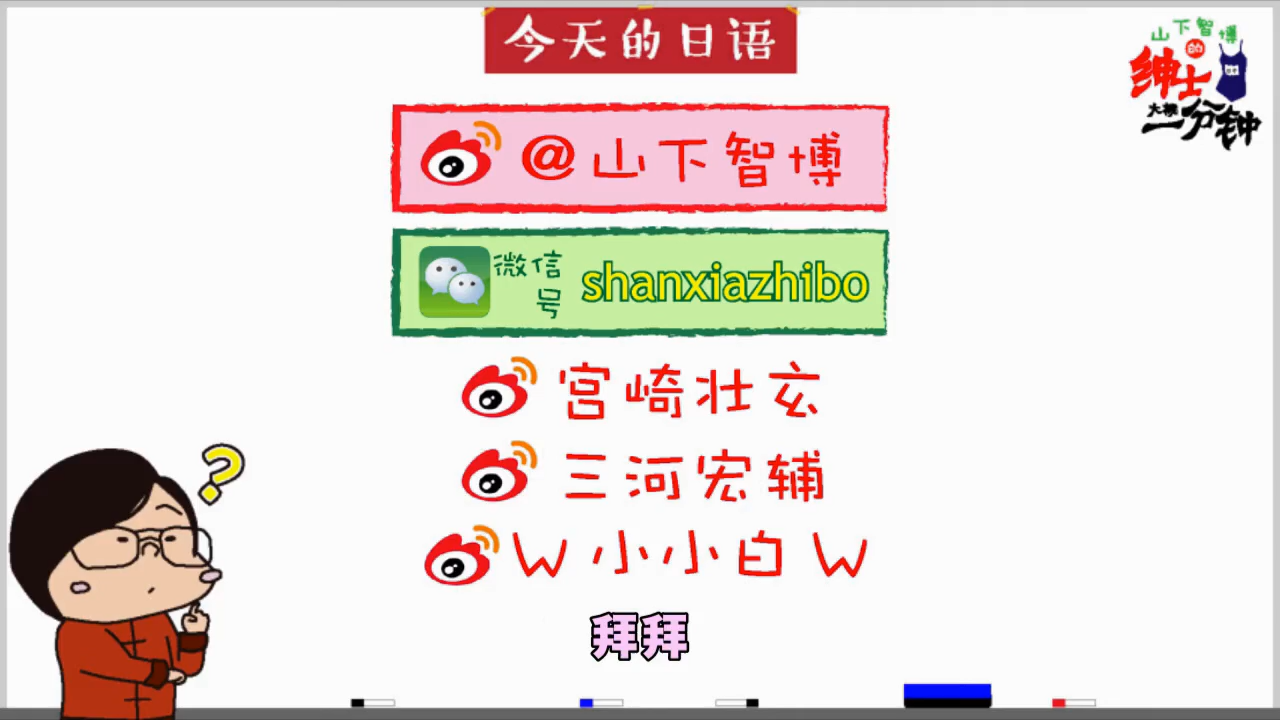 今天的日语
山下智博
的
绅士
大概
一分钟
@山下智博
微信号 shanxiazhibo
宫崎壮玄
三河宏辅
W小小白W
拜拜